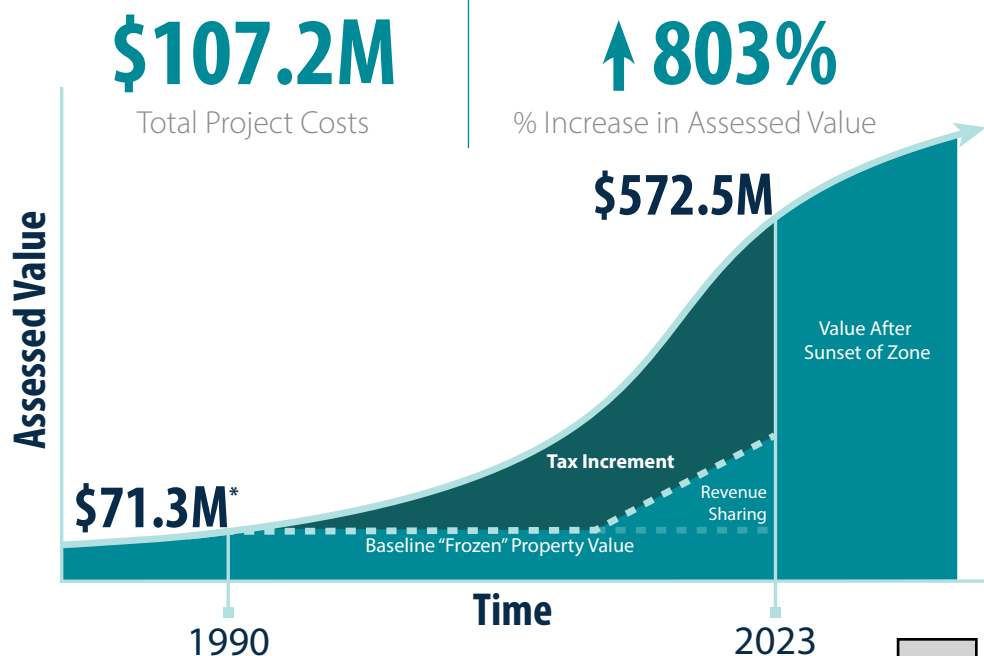 $107.2M
Total Project Costs
803%
% Increase in Assessed Value
$572.5M
Assessed Value
Value After
Sunset of Zone
Tax Increment
$71.3M*
Revenue
Sharing
Baseline “Frozen” Property Value
Time
1990
2023